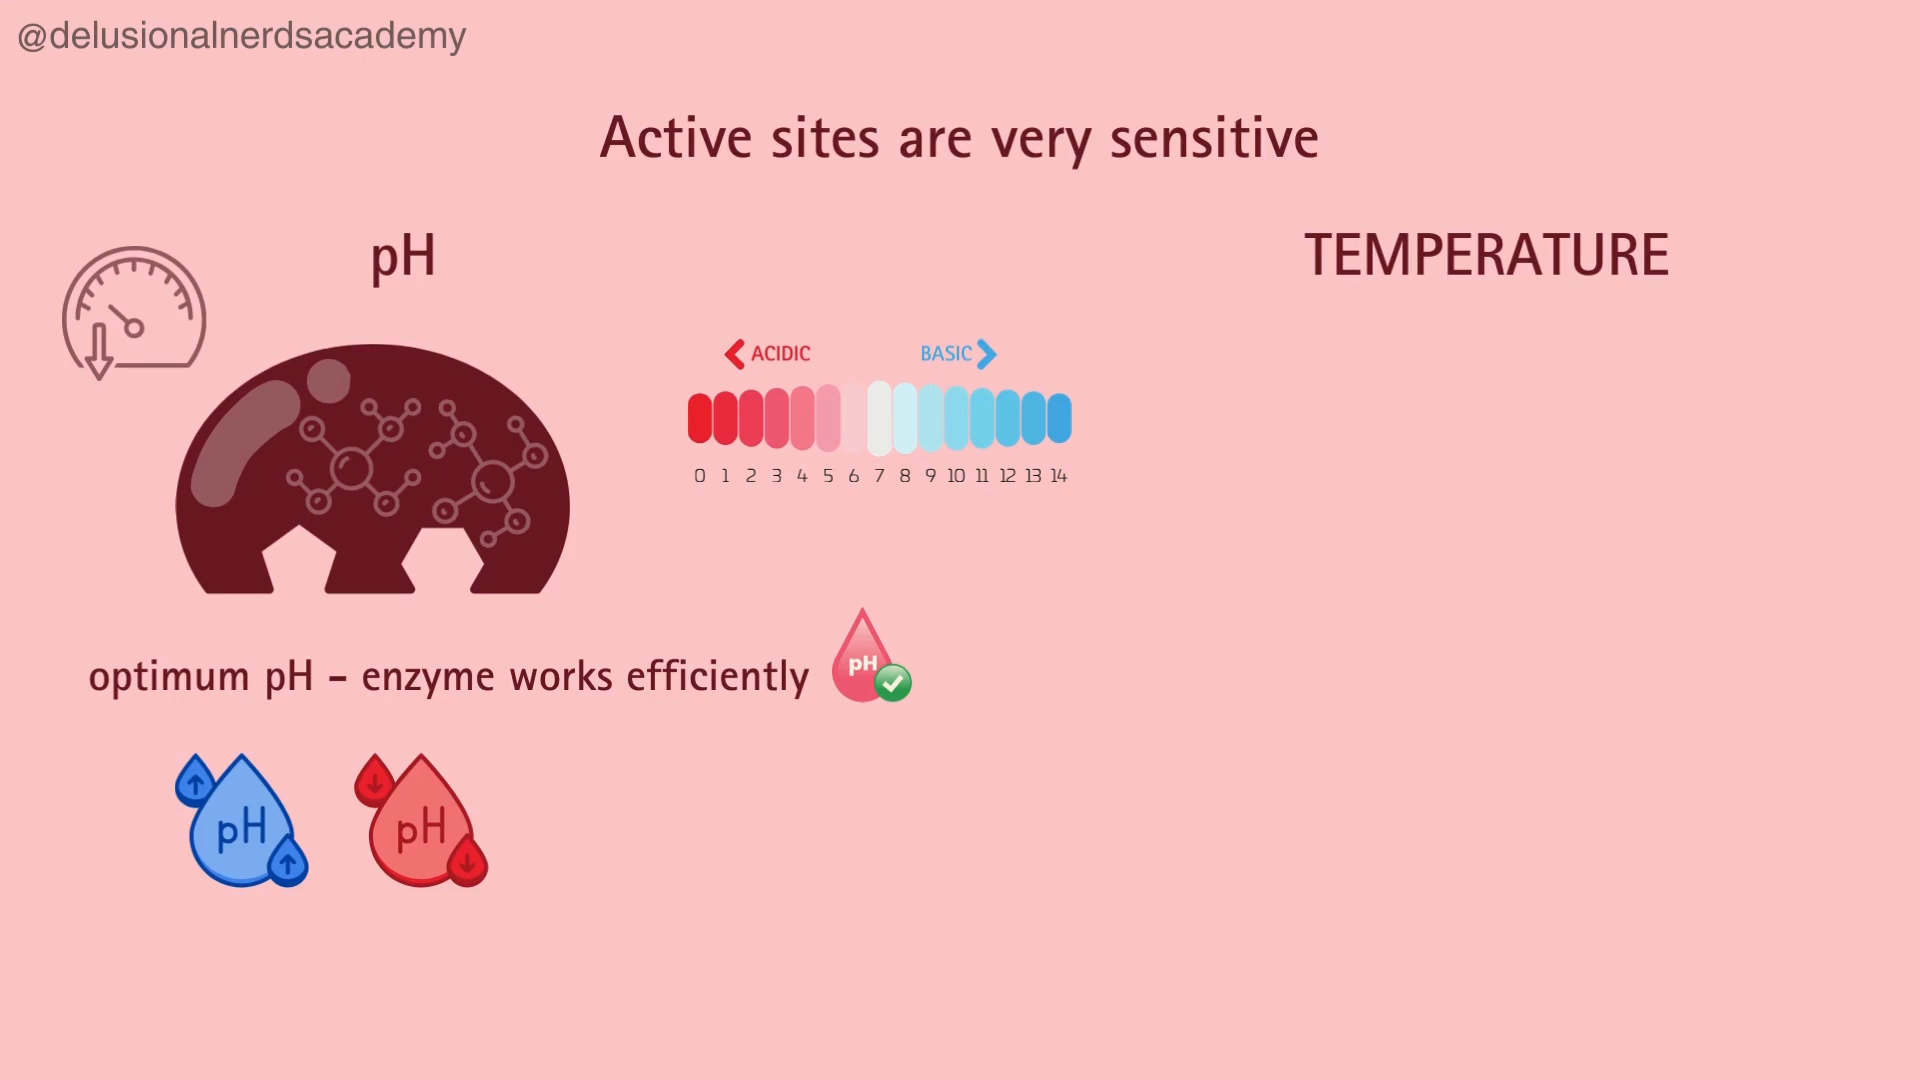 @delusionalnerdsacademy
Active sites are very sensitive
pH
TEMPERATURE
ACIDIC
BASIC
0 1 2 3 4 5 6 7 8 9 10 11 12 13 14
optimum pH - enzyme works efficiently
pH
pH
pH